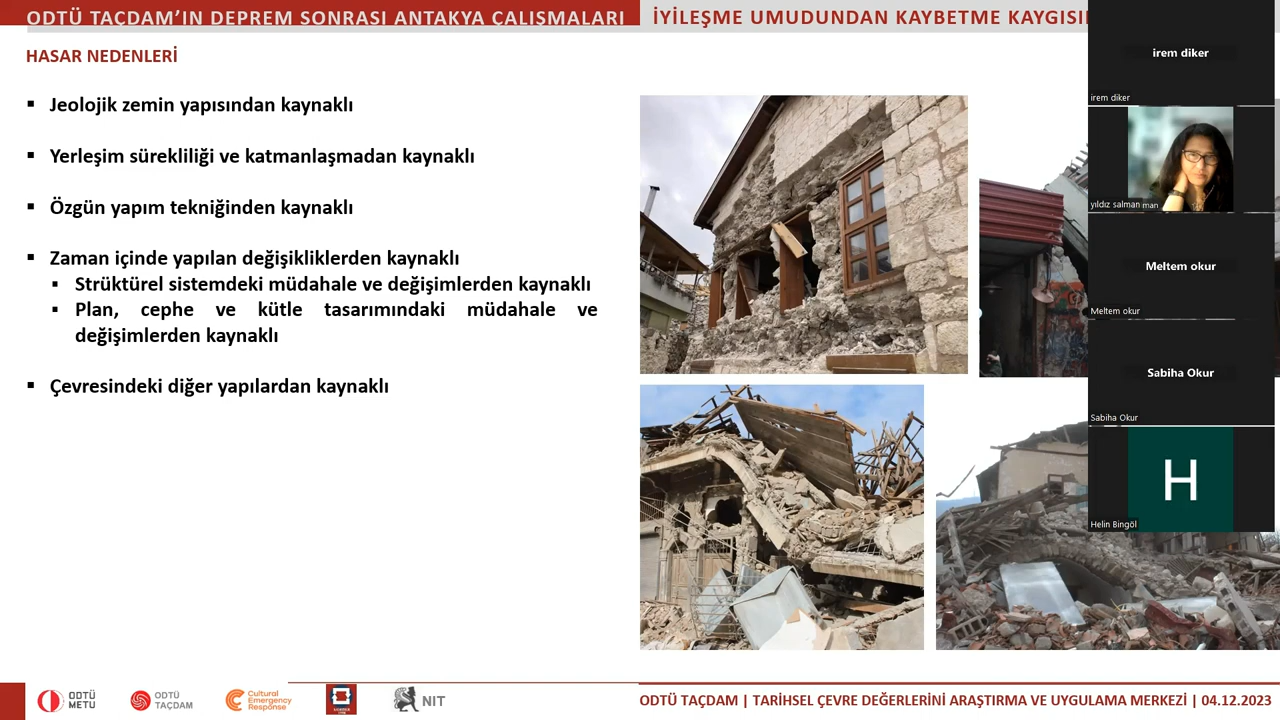 ODTÜ TAÇDAM'IN DEPREM SONRASI ANTAKYA ÇALIŞMALARI
İYİLEŞME UMUDUNDAN KAYBETME
HASAR NEDENLERİ
▪ Jeolojik zemin yapısından kaynaklı
▪ Yerleşim sürekliliği ve katmanlaşmadan kaynaklı
▪ Özgün yapım tekniğinden kaynaklı
▪ Zaman içinde yapılan değişikliklerden kaynaklı
▪ Strüktürel sistemdeki müdahale ve değişimlerden kaynaklı
▪ Plan, cephe ve kütle tasarımındaki müdahale ve
değişimlerden kaynaklı
▪ Çevresindeki diğer yapılardan kaynaklı
irem diker
irem diker
yıldız salman man
Meltem okur
Meltem okur
Sabiha Okur
Sabiha Okur
H
Helin Bingöl
ODTÜ
METU
ODTÜ
TAÇDAM
Cultural
Emergency
Response
NIT
ODTÜ TAÇDAM | TARİHSEL ÇEVRE DEĞERLERİNİ ARAŞTIRMA VE UYGULAMA MERKEZİ | 04.12.2023